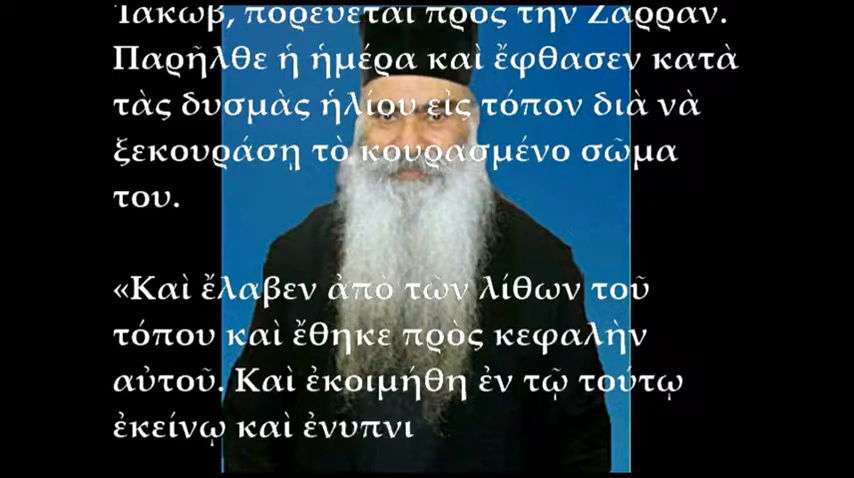 Ἰακώβ, πορεύεται πρὸς τὴν Ζαρράν.
Παρῆλθε ἡ ἡμέρα καὶ ἔφθασεν κατὰ
τὰς δυσμὰς ἡλίου εἰς τόπον διὰ νὰ
ξεκουράσῃ τὸ κουρασμένο σῶμα
του.
«Καὶ ἔλαβεν ἀπὸ τῶν λίθων τοῦ
τόπου καὶ ἔθηκε πρὸς κεφαλὴν
αὐτοῦ. Καὶ ἐκοιμήθη ἐν τῷ τούτῳ
ἐκείνῳ καὶ ἐνυπνι